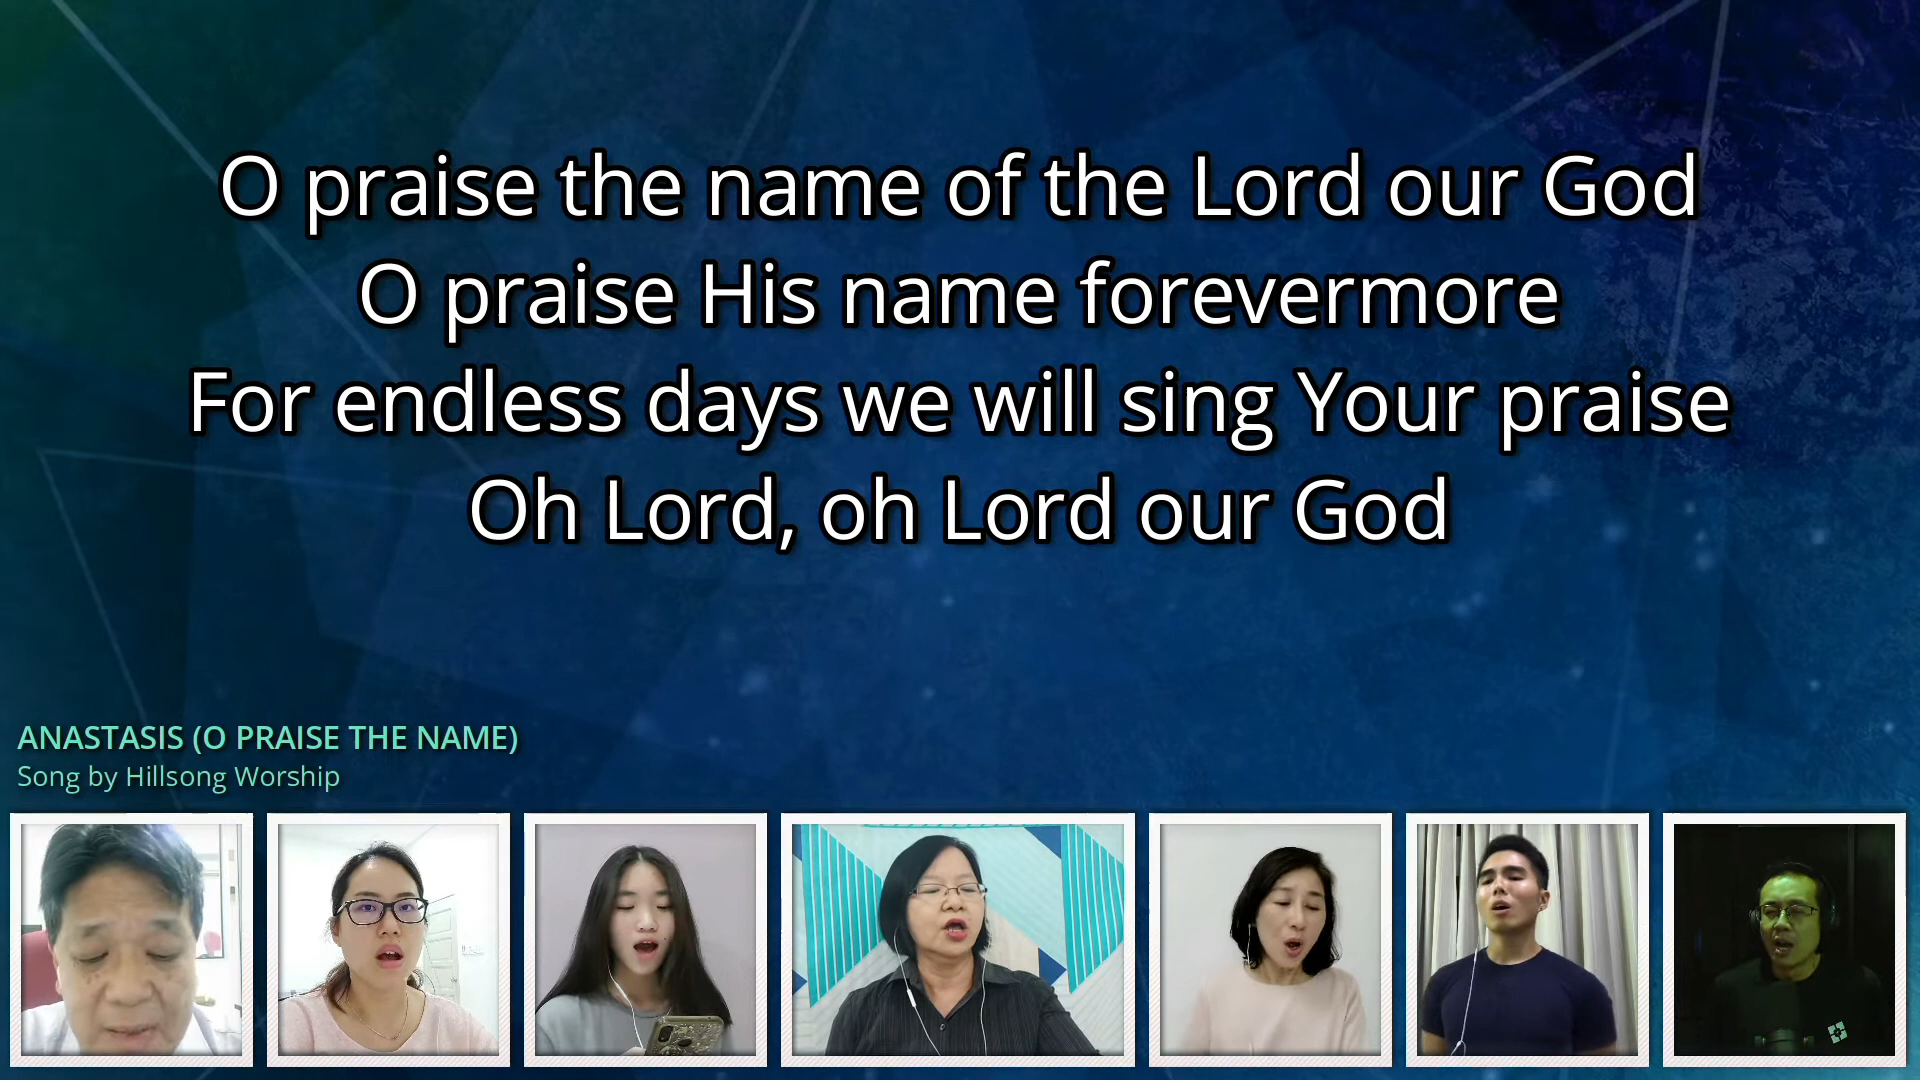 O praise the name of the Lord our God
O praise His name forevermore
For endless days we will sing Your praise
Oh Lord, oh Lord our God
ANASTASIS (O PRAISE THE NAME)
Song by Hillsong Worship